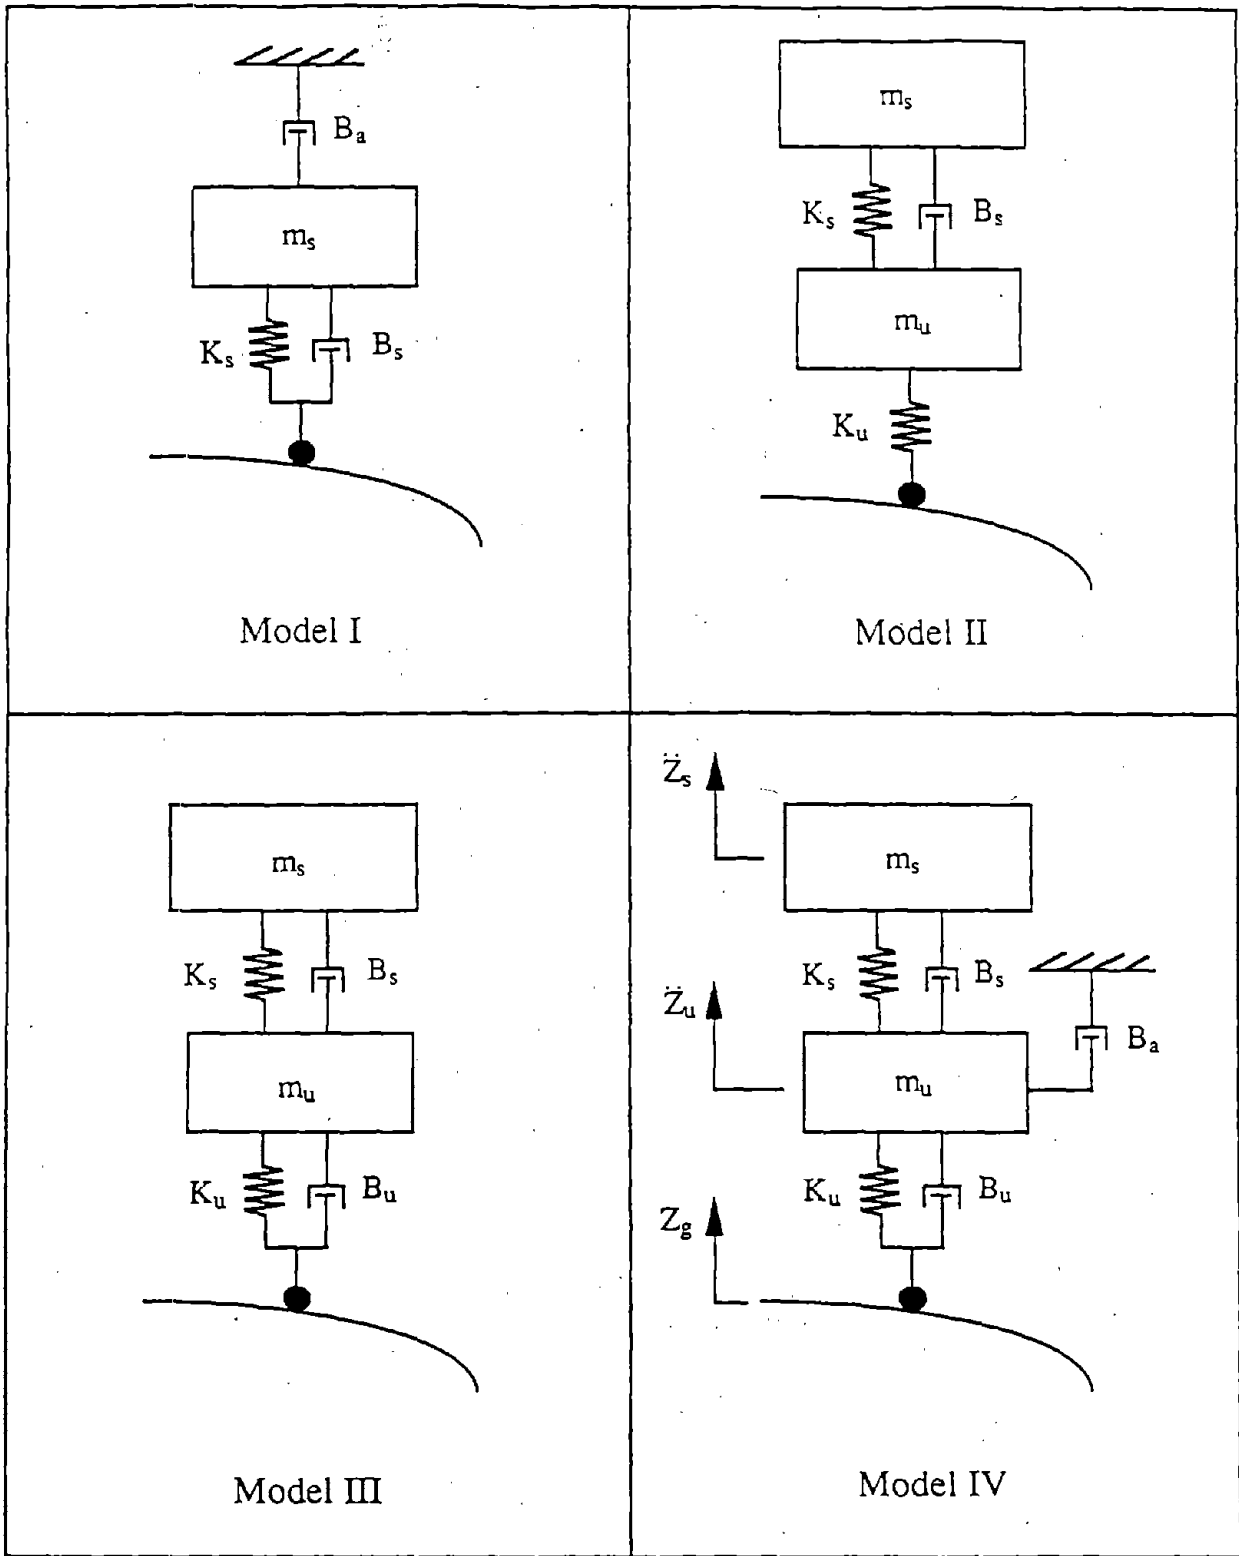 Bₐ
mₛ
Kₛ
Bₛ
Model I
mₛ
Kₛ
Bₛ
mᵤ
Kᵤ
Model II
mₛ
Kₛ
Bₛ
mᵤ
Kᵤ
Bᵤ
Model III
Z̈ₛ
mₛ
Kₛ
Bₛ
Z̈ᵤ
mᵤ
Bₐ
Kᵤ
Bᵤ
Z_g
Model IV